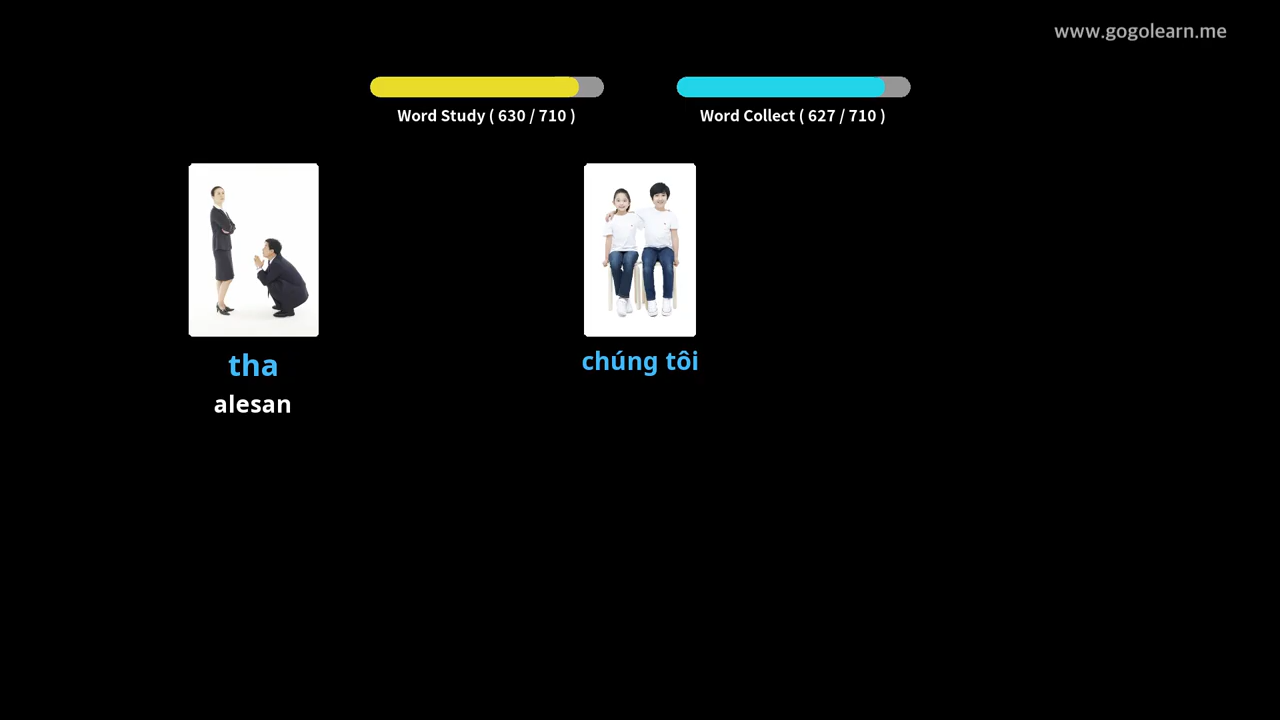 www.gogolearn.me
Word Study ( 630 / 710 )
Word Collect ( 627 / 710 )
tha
alesan
chúng tôi